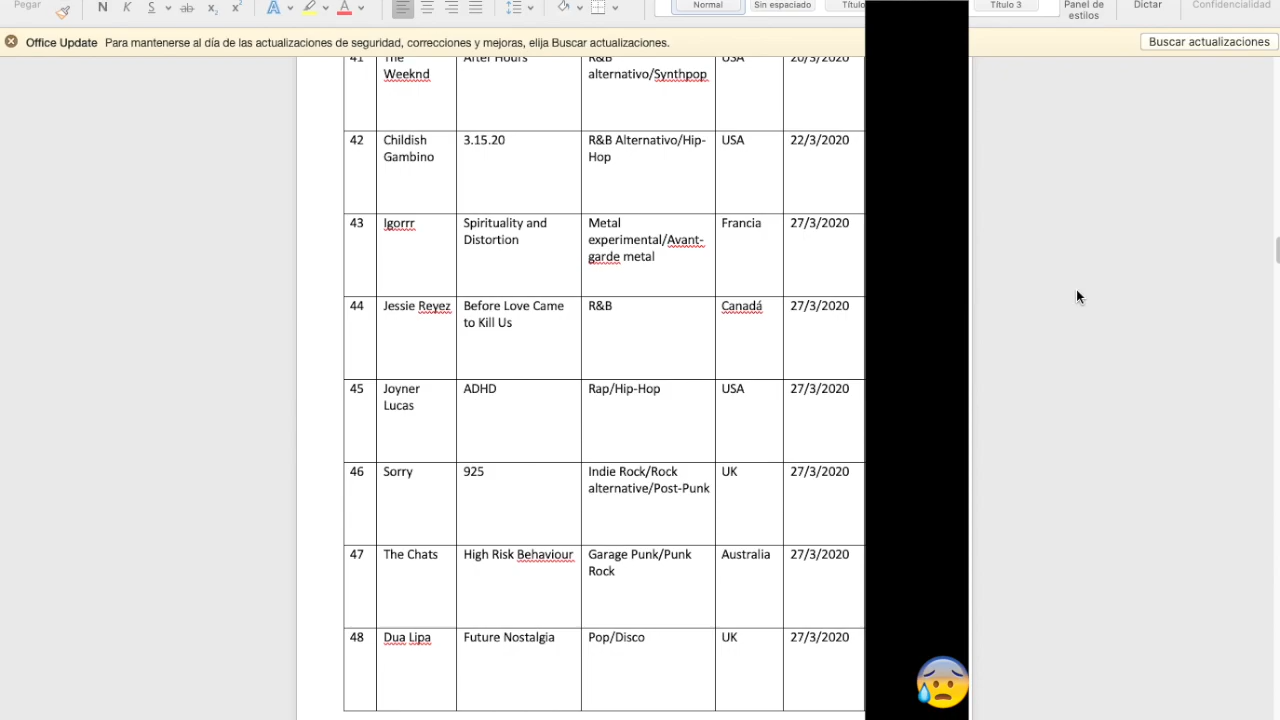 Pegar
N K S ab x x A A
Normal Sin espaciado Título Título 3 Panel de estilos Dictar Confidencialidad
Office Update Para mantenerse al día de las actualizaciones de seguridad, correcciones y mejoras, elija Buscar actualizaciones. Buscar actualizaciones
41 The After Hours R&B USA 20/3/2020
Weeknd alternativo/Synthpop
42 Childish 3.15.20 R&B Alternativo/Hip- USA 22/3/2020
Gambino Hop
43 Igorrr Spirituality and Metal Francia 27/3/2020
Distortion experimental/Avant-
garde metal
44 Jessie Reyez Before Love Came R&B Canadá 27/3/2020
to Kill Us
45 Joyner ADHD Rap/Hip-Hop USA 27/3/2020
Lucas
46 Sorry 925 Indie Rock/Rock UK 27/3/2020
alternative/Post-Punk
47 The Chats High Risk Behaviour Garage Punk/Punk Australia 27/3/2020
Rock
48 Dua Lipa Future Nostalgia Pop/Disco UK 27/3/2020